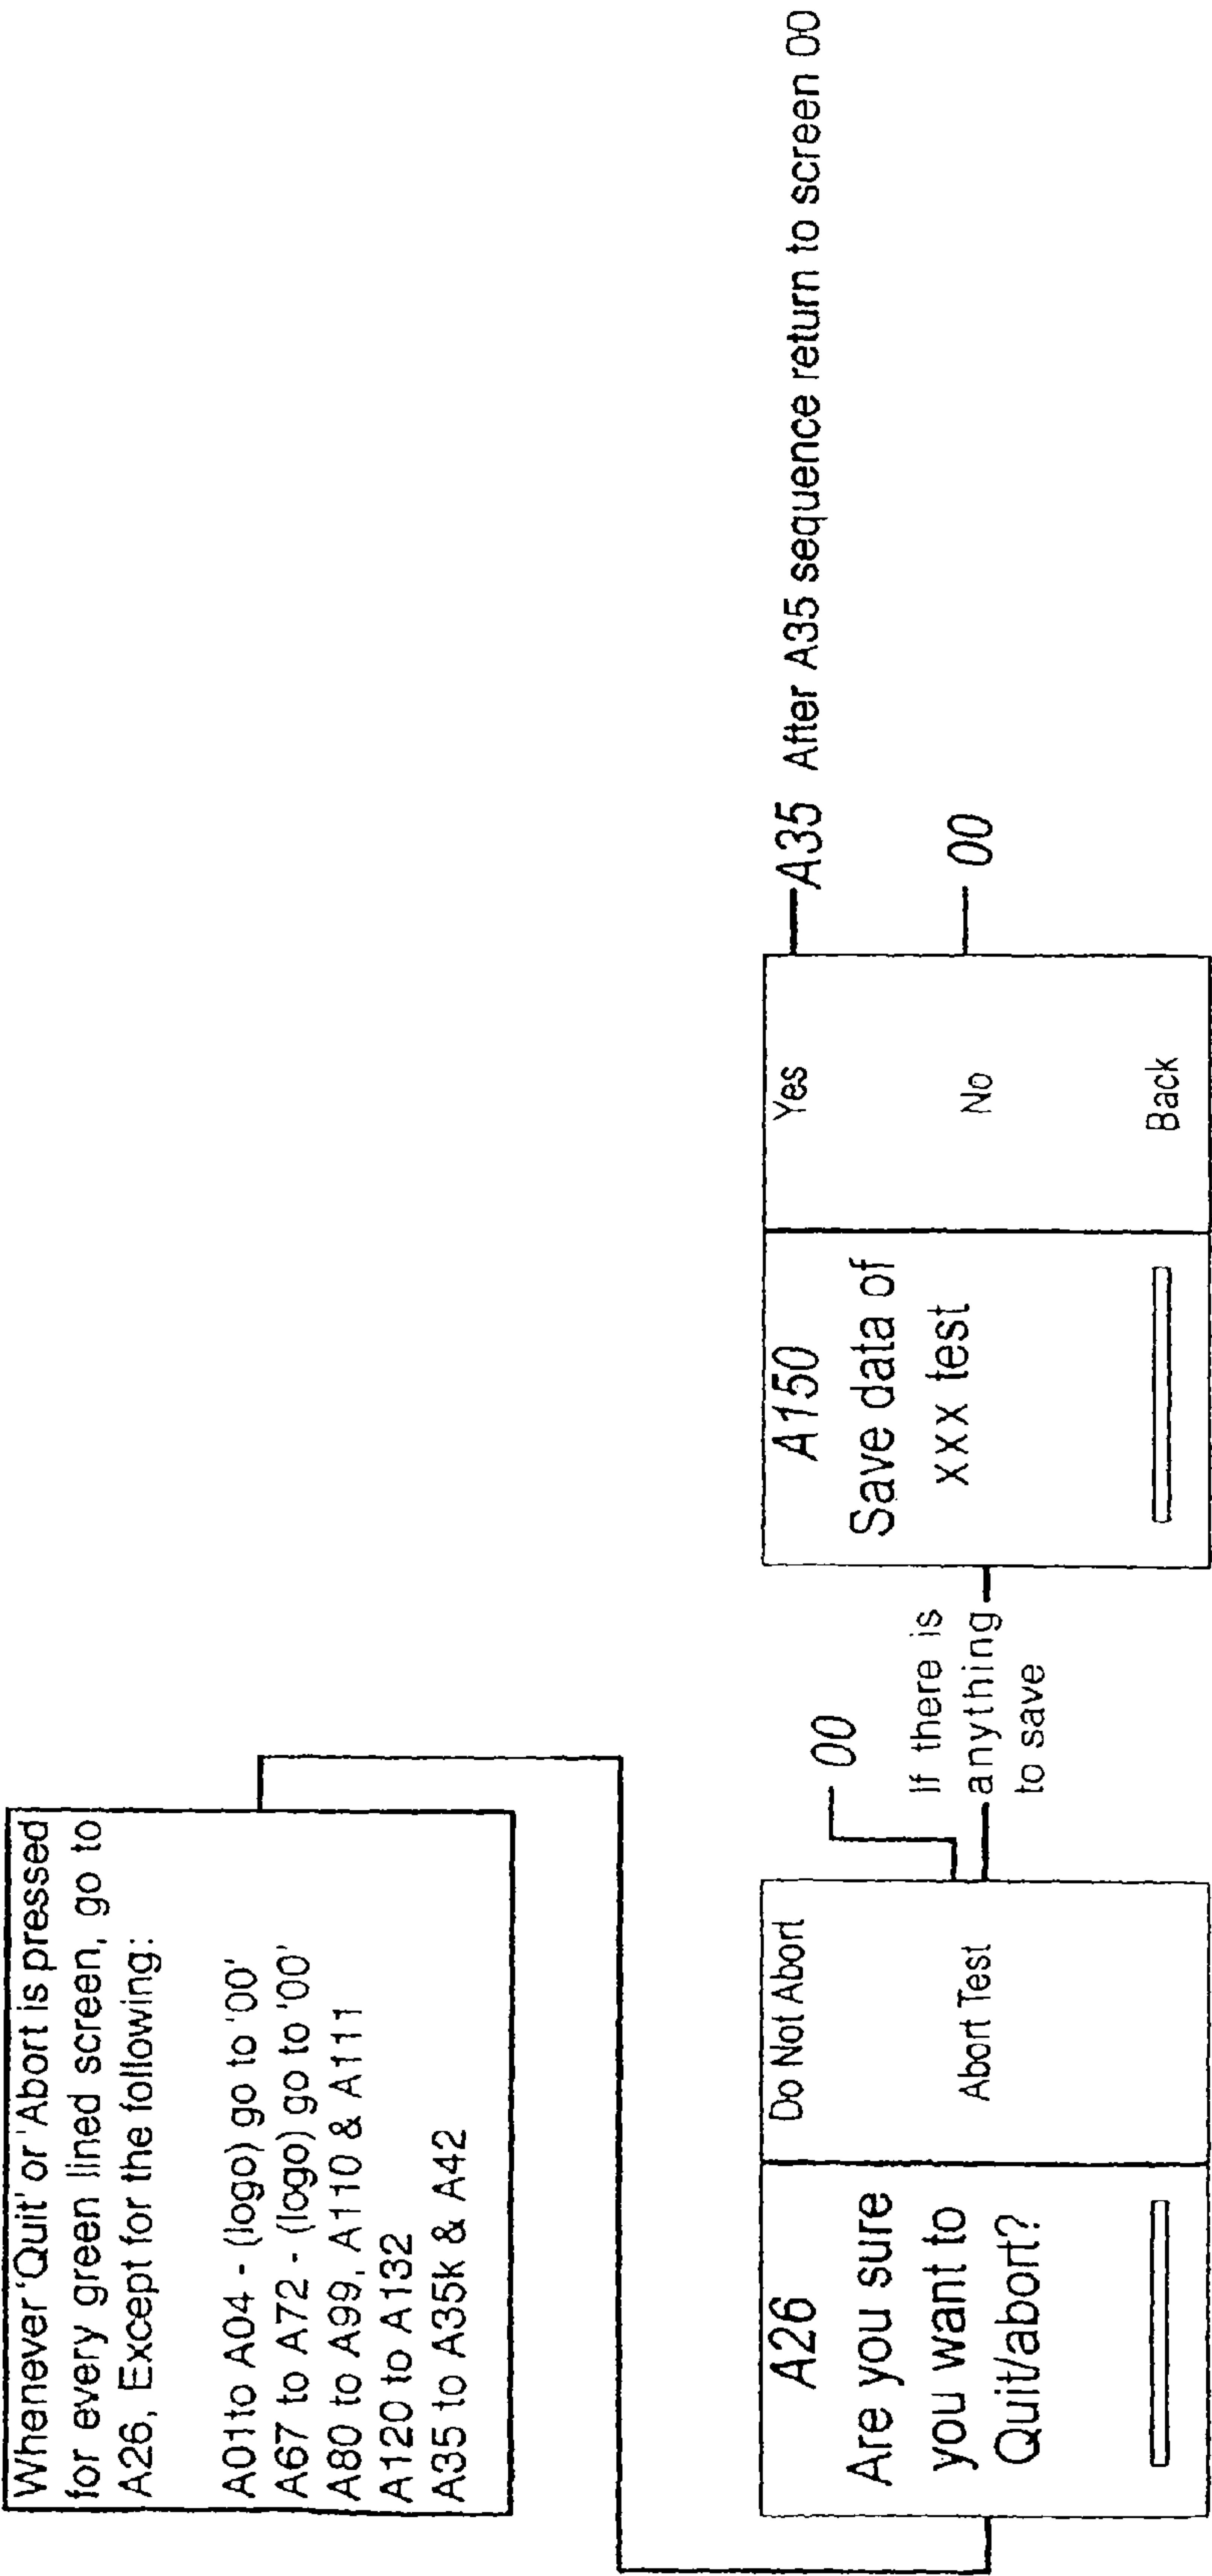 Whenever 'Quit' or 'Abort is pressed
for every green lined screen, go to
A26, Except for the following:
A01to A04 - (logo) go to '00'
A67 to A72 - (logo) go to '00'
A80 to A99, A110 & A111
A120 to A132
A35 to A35k & A42
A26
Are you sure
you want to
Quit/abort?
Do Not Abort
Abort Test
00
If there is
anything
to save
A150
Save data of
xxx test
Yes
No
Back
A35 After A35 sequence return to screen 00
00